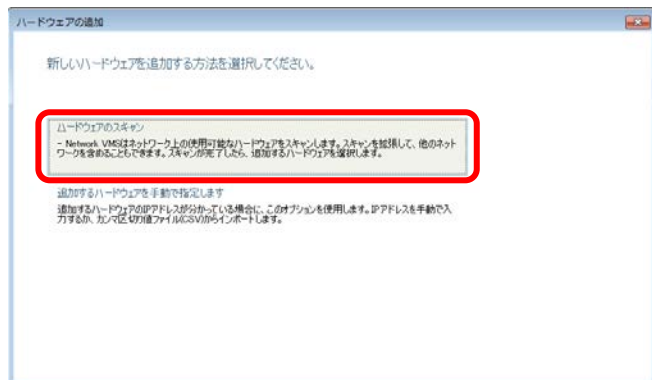 ハードウェアの追加
新しいハードウェアを追加する方法を選択してください。
ハードウェアのスキャン
- Network VMSはネットワーク上の使用可能なハードウェアをスキャンします。スキャンを拡張して、他のネット
ワークを含めることもできます。スキャンが完了したら、追加するハードウェアを選択します。
追加するハードウェアを手動で指定します
追加するハードウェアのIPアドレスが分かっている場合に、このオプションを使用します。IPアドレスを手動で入
力するか、カンマ区切り値ファイル(CSV)からインポートします。